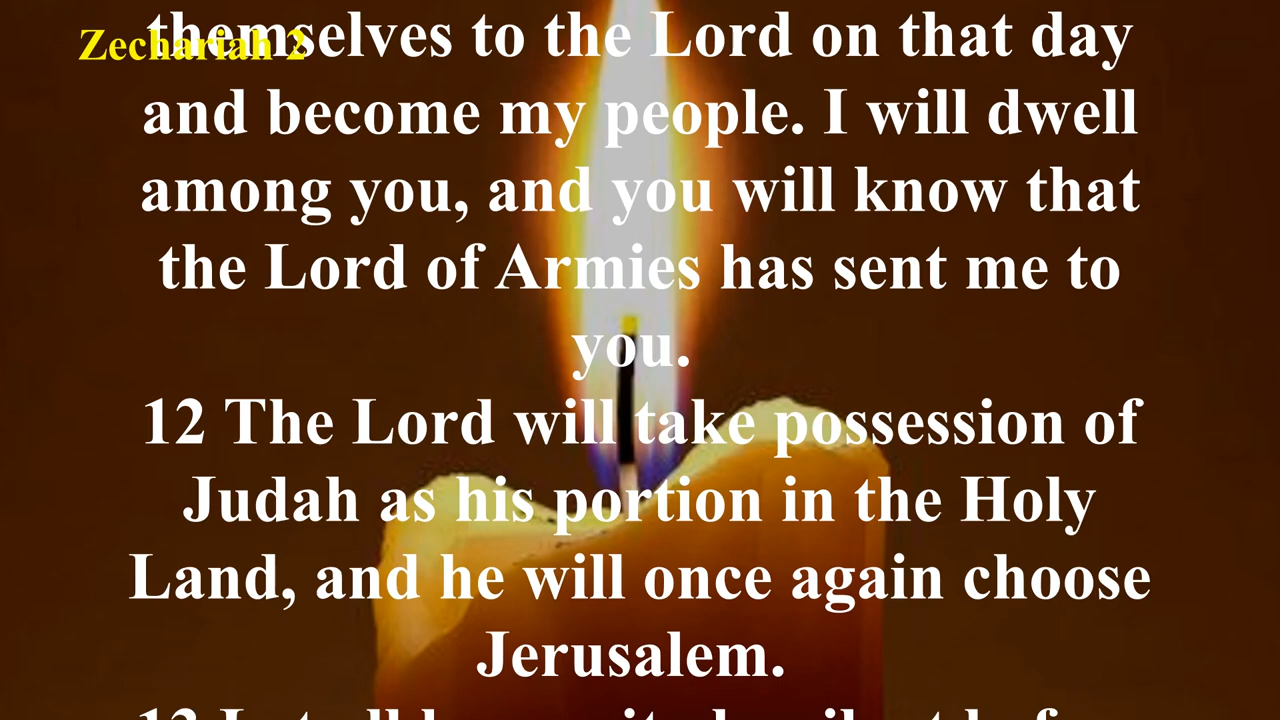 Zechariah 2
themselves to the Lord on that day
and become my people. I will dwell
among you, and you will know that
the Lord of Armies has sent me to
you.
12 The Lord will take possession of
Judah as his portion in the Holy
Land, and he will once again choose
Jerusalem.